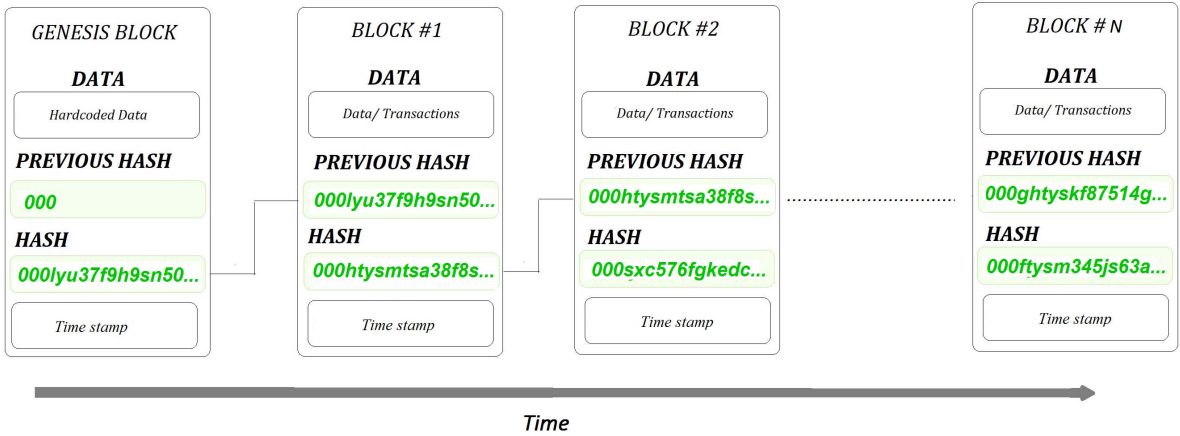 GENESIS BLOCK
DATA
Hardcoded Data
PREVIOUS HASH
000
HASH
000lyu37f9h9sn50...
Time stamp
BLOCK #1
DATA
Data/ Transactions
PREVIOUS HASH
000lyu37f9h9sn50...
HASH
000htysmtsa38f8s...
Time stamp
BLOCK #2
DATA
Data/ Transactions
PREVIOUS HASH
000htysmtsa38f8s...
HASH
000sxc576fgkedc...
Time stamp
BLOCK # N
DATA
Data/ Transactions
PREVIOUS HASH
000ghtyskf87514g...
HASH
000ftysm345js63a...
Time stamp
Time